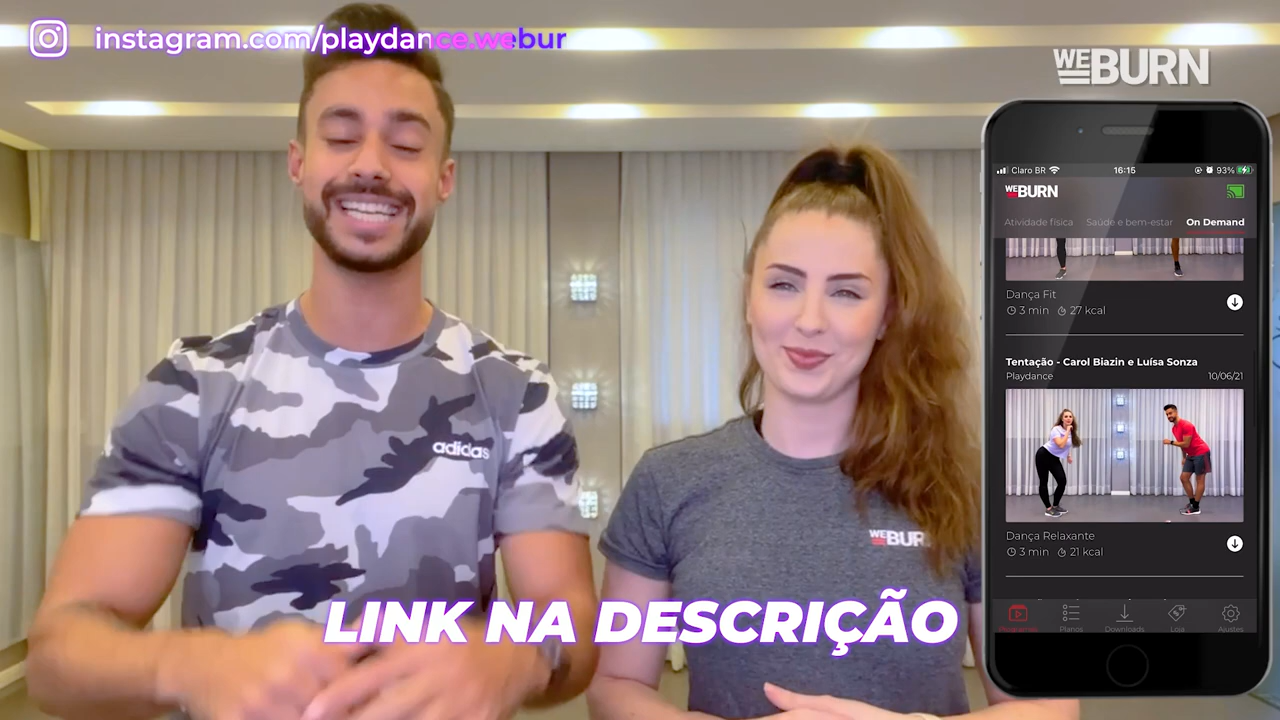 instagram.com/playdance.webur
WEBURN
Claro BR
16:15
93%
WEBURN
Atividade física
Saúde e bem-estar
On Demand
Dança Fit
3 min
27 kcal
Tentação - Carol Biazin e Luísa Sonza
Playdance
10/06/21
adidas
WEBUR
Dança Relaxante
3 min
21 kcal
LINK NA DESCRIÇÃO
Programas
Planos
Downloads
Loja
Ajustes